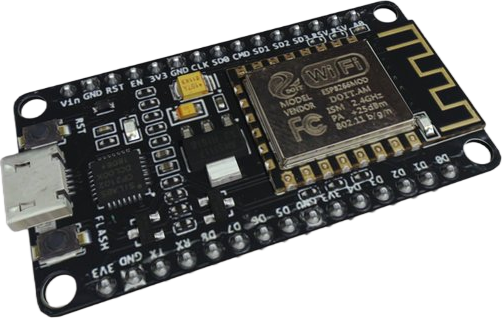 Vin GND RST EN 3V3 GND CLK SD0 CMD SD1 SD2 SD3 RSV RSV A0
RST
FLASH
WiFi
MODEL ESP8266MOD
VENDOR DOIT.AM
ISM 2.4GHz
PA +25dBm
802.11b/g/n
FC
3V3 GND TX RX D8 D7 D6 D5 GND 3V3 D4 D3 D2 D1 D0